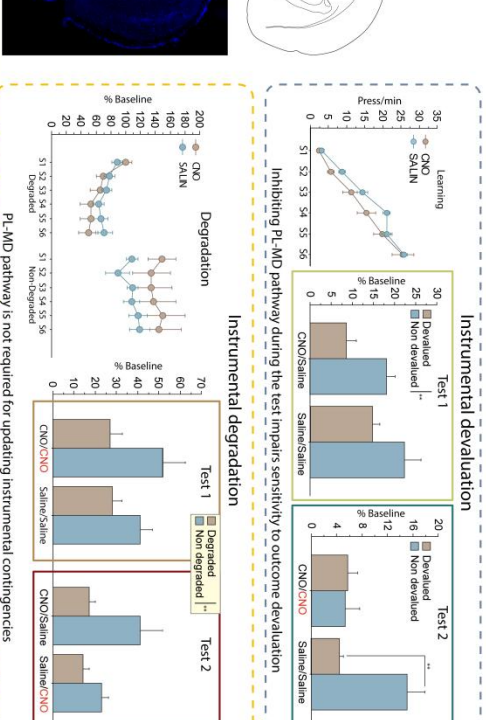 Instrumental devaluation
Learning
Press/min
0 5 10 15 20 25 30 35
CNO
SALIN
S1 S2 S3 S4 S5 S6
Test 1
% Baseline
0 5 10 15 20 25 30
Devalued
Non devalued
**
CNO/Saline Saline/Saline
Test 2
% Baseline
0 4 8 12 16 20
Devalued
Non devalued
**
CNO/CNO Saline/Saline
Inhibiting PL-MD pathway during the test impairs sensitivity to outcome devaluation
Instrumental degradation
Degradation
% Baseline
0 20 40 60 80 100 120 140 160 180 200
CNO
SALIN
S1 S2 S3 S4 S5 S6 S1 S2 S3 S4 S5 S6
Degraded Non-Degraded
% Baseline
0 10 20 30 40 50 60 70
Test 1
CNO/CNO Saline/Saline
Degraded
Non degraded
**
Test 2
CNO/Saline Saline/CNO
PL-MD pathway is not required for updating instrumental contingencies